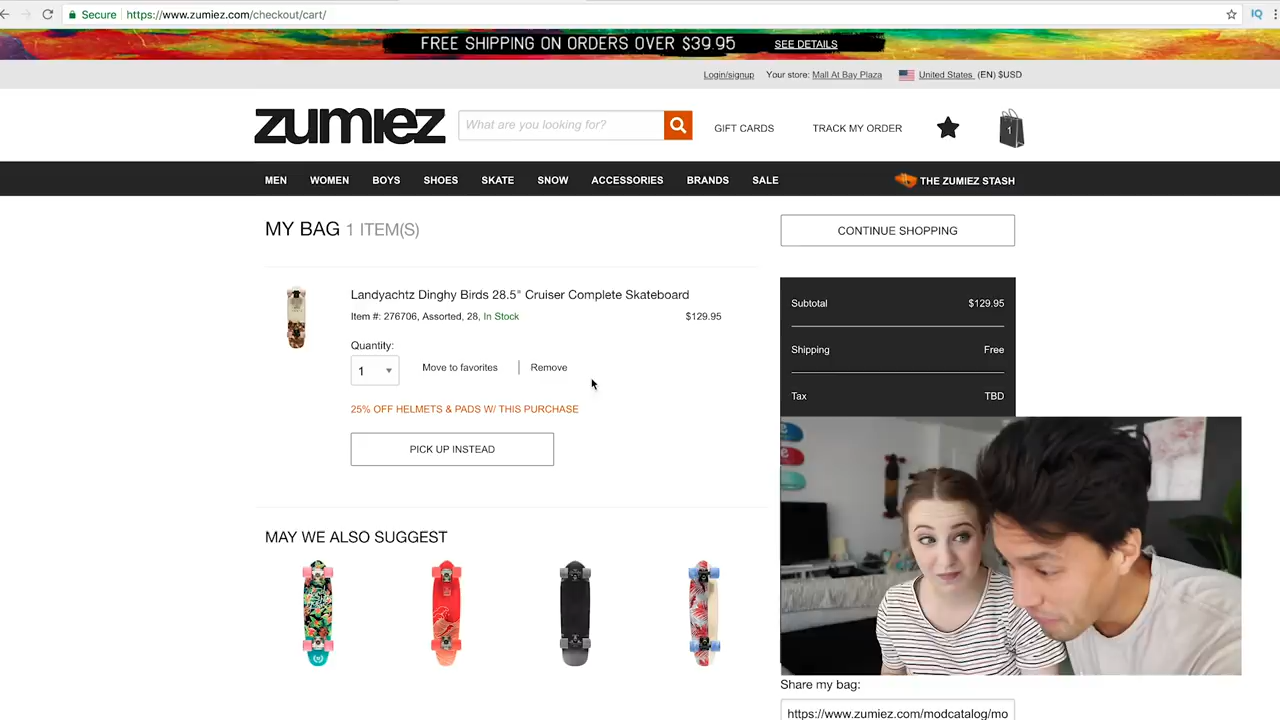 Secure
https://www.zumiez.com/checkout/cart/
IQ
FREE SHIPPING ON ORDERS OVER $39.95 SEE DETAILS
Login/signup Your store: Mall At Bay Plaza United States (EN) $USD
zumiez
What are you looking for?
GIFT CARDS TRACK MY ORDER 1
MEN WOMEN BOYS SHOES SKATE SNOW ACCESSORIES BRANDS SALE THE ZUMIEZ STASH
MY BAG 1 ITEM(S)
CONTINUE SHOPPING
Landyachtz Dinghy Birds 28.5" Cruiser Complete Skateboard
Item #: 276706, Assorted, 28, In Stock $129.95
Quantity:
1 Move to favorites | Remove
25% OFF HELMETS & PADS W/ THIS PURCHASE
PICK UP INSTEAD
Subtotal $129.95
Shipping Free
Tax TBD
MAY WE ALSO SUGGEST
Share my bag:
https://www.zumiez.com/modcatalog/mo